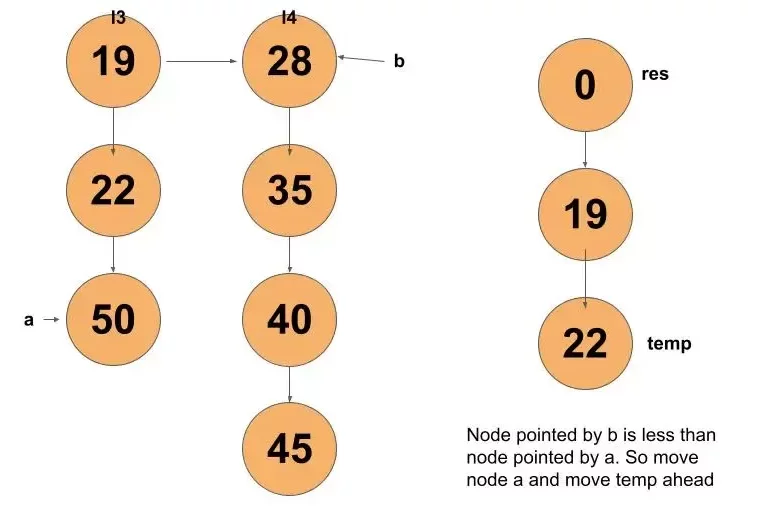 l3
l4
19
28
b
0
res
22
35
19
a
50
40
22
temp
45
Node pointed by b is less than
node pointed by a. So move
node a and move temp ahead